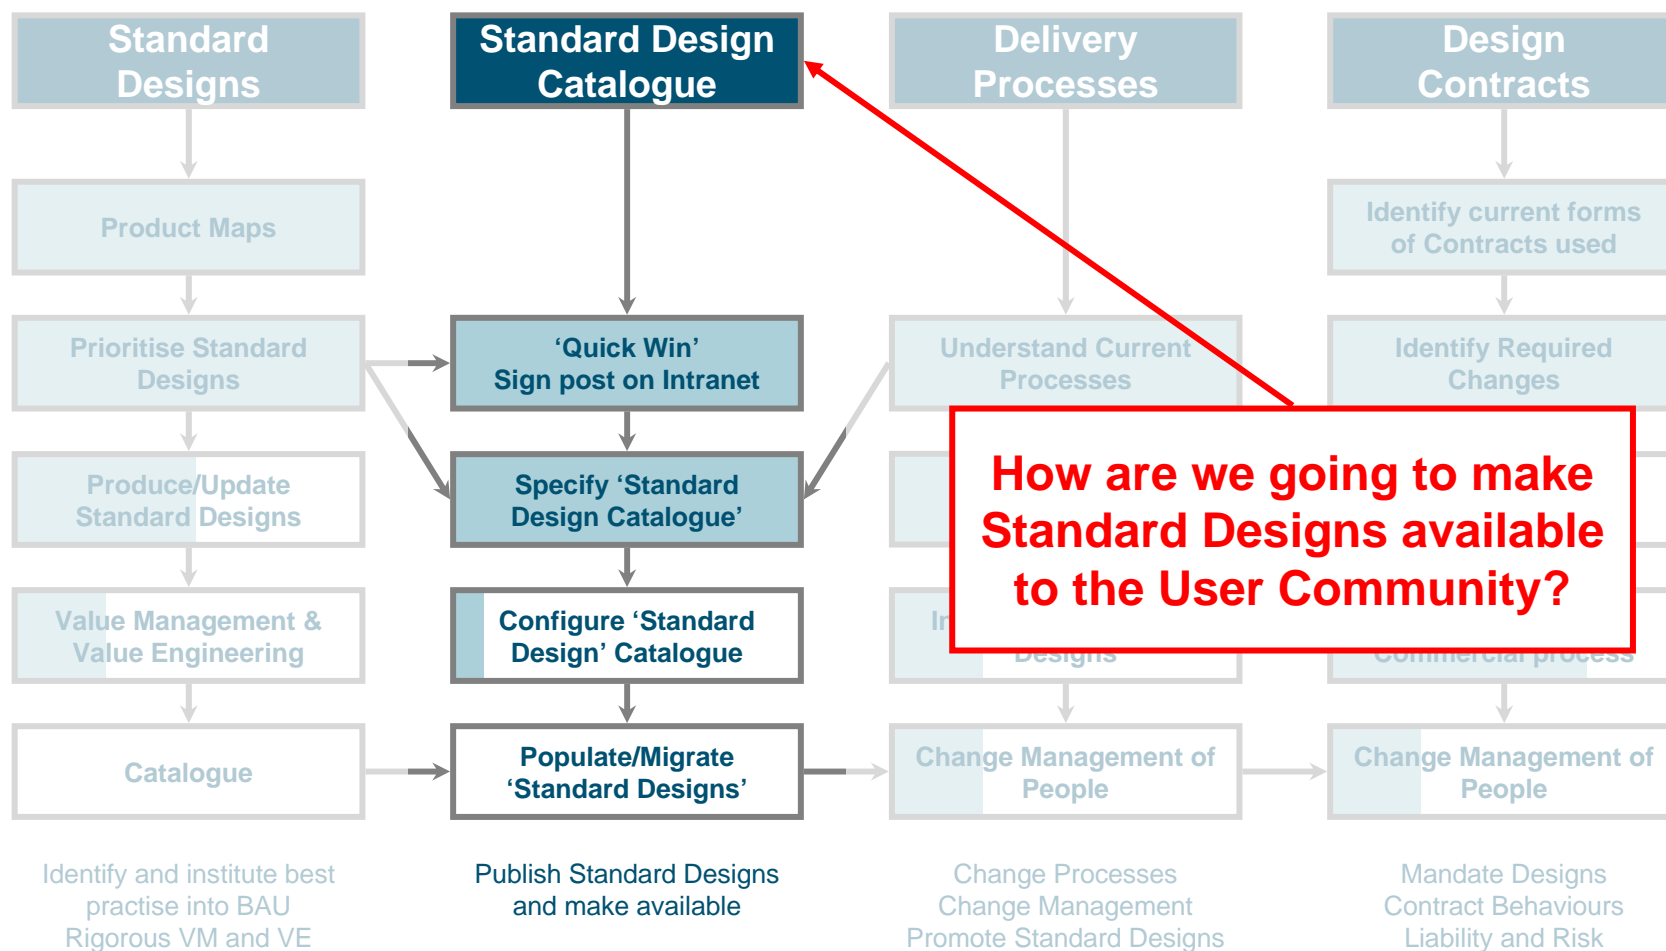 Standard
Designs
Product Maps
Prioritise Standard
Designs
Produce/Update
Standard Designs
Value Management &
Value Engineering
Catalogue
Identify and institute best
practise into BAU
Rigorous VM and VE
Standard Design
Catalogue
‘Quick Win’
Sign post on Intranet
Specify ‘Standard
Design Catalogue’
Configure ‘Standard
Design’ Catalogue
Populate/Migrate
‘Standard Designs’
Publish Standard Designs
and make available
Delivery
Processes
Understand Current
Processes
Designs
Change Management of
People
Change Processes
Change Management
Promote Standard Designs
Design
Contracts
Identify current forms
of Contracts used
Identify Required
Changes
Commercial process
Change Management of
People
Mandate Designs
Contract Behaviours
Liability and Risk
How are we going to make
Standard Designs available
to the User Community?